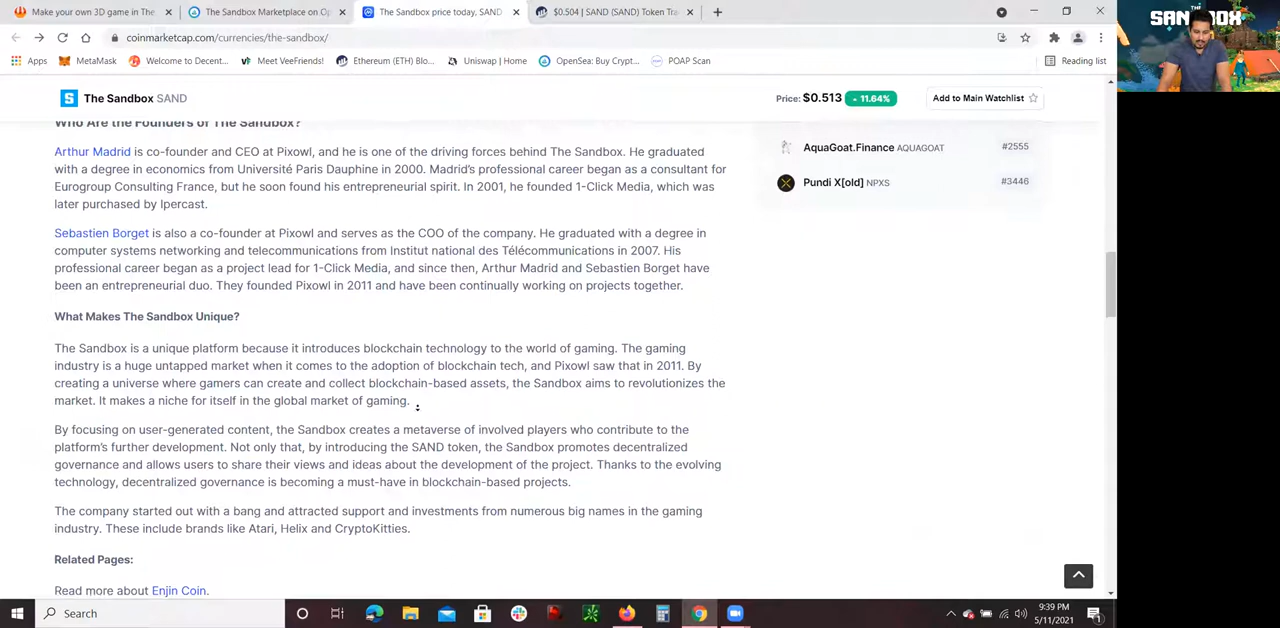 Make your own 3D game in The
The Sandbox Marketplace on Op
The Sandbox price today, SAND
$0.504 | SAND (SAND) Token Tra
coinmarketcap.com/currencies/the-sandbox/
Apps
MetaMask
Welcome to Decent...
Meet VeeFriends!
Ethereum (ETH) Blo...
Uniswap | Home
OpenSea: Buy Crypt...
POAP Scan
Reading list
THE
SANDBOX
The Sandbox SAND
Price: $0.513
11.64%
Add to Main Watchlist
Who Are the Founders of The Sandbox?
Arthur Madrid is co-founder and CEO at Pixowl, and he is one of the driving forces behind The Sandbox. He graduated
with a degree in economics from Université Paris Dauphine in 2000. Madrid's professional career began as a consultant for
Eurogroup Consulting France, but he soon found his entrepreneurial spirit. In 2001, he founded 1-Click Media, which was
later purchased by Ipercast.
Sebastien Borget is also a co-founder at Pixowl and serves as the COO of the company. He graduated with a degree in
computer systems networking and telecommunications from Institut national des Télécommunications in 2007. His
professional career began as a project lead for 1-Click Media, and since then, Arthur Madrid and Sebastien Borget have
been an entrepreneurial duo. They founded Pixowl in 2011 and have been continually working on projects together.
What Makes The Sandbox Unique?
The Sandbox is a unique platform because it introduces blockchain technology to the world of gaming. The gaming
industry is a huge untapped market when it comes to the adoption of blockchain tech, and Pixowl saw that in 2011. By
creating a universe where gamers can create and collect blockchain-based assets, the Sandbox aims to revolutionizes the
market. It makes a niche for itself in the global market of gaming.
By focusing on user-generated content, the Sandbox creates a metaverse of involved players who contribute to the
platform's further development. Not only that, by introducing the SAND token, the Sandbox promotes decentralized
governance and allows users to share their views and ideas about the development of the project. Thanks to the evolving
technology, decentralized governance is becoming a must-have in blockchain-based projects.
The company started out with a bang and attracted support and investments from numerous big names in the gaming
industry. These include brands like Atari, Helix and CryptoKitties.
Related Pages:
Read more about Enjin Coin.
AquaGoat.Finance AQUAGOAT
#2555
Pundi X[old] NPXS
#3446
Search
9:39 PM
5/11/2021